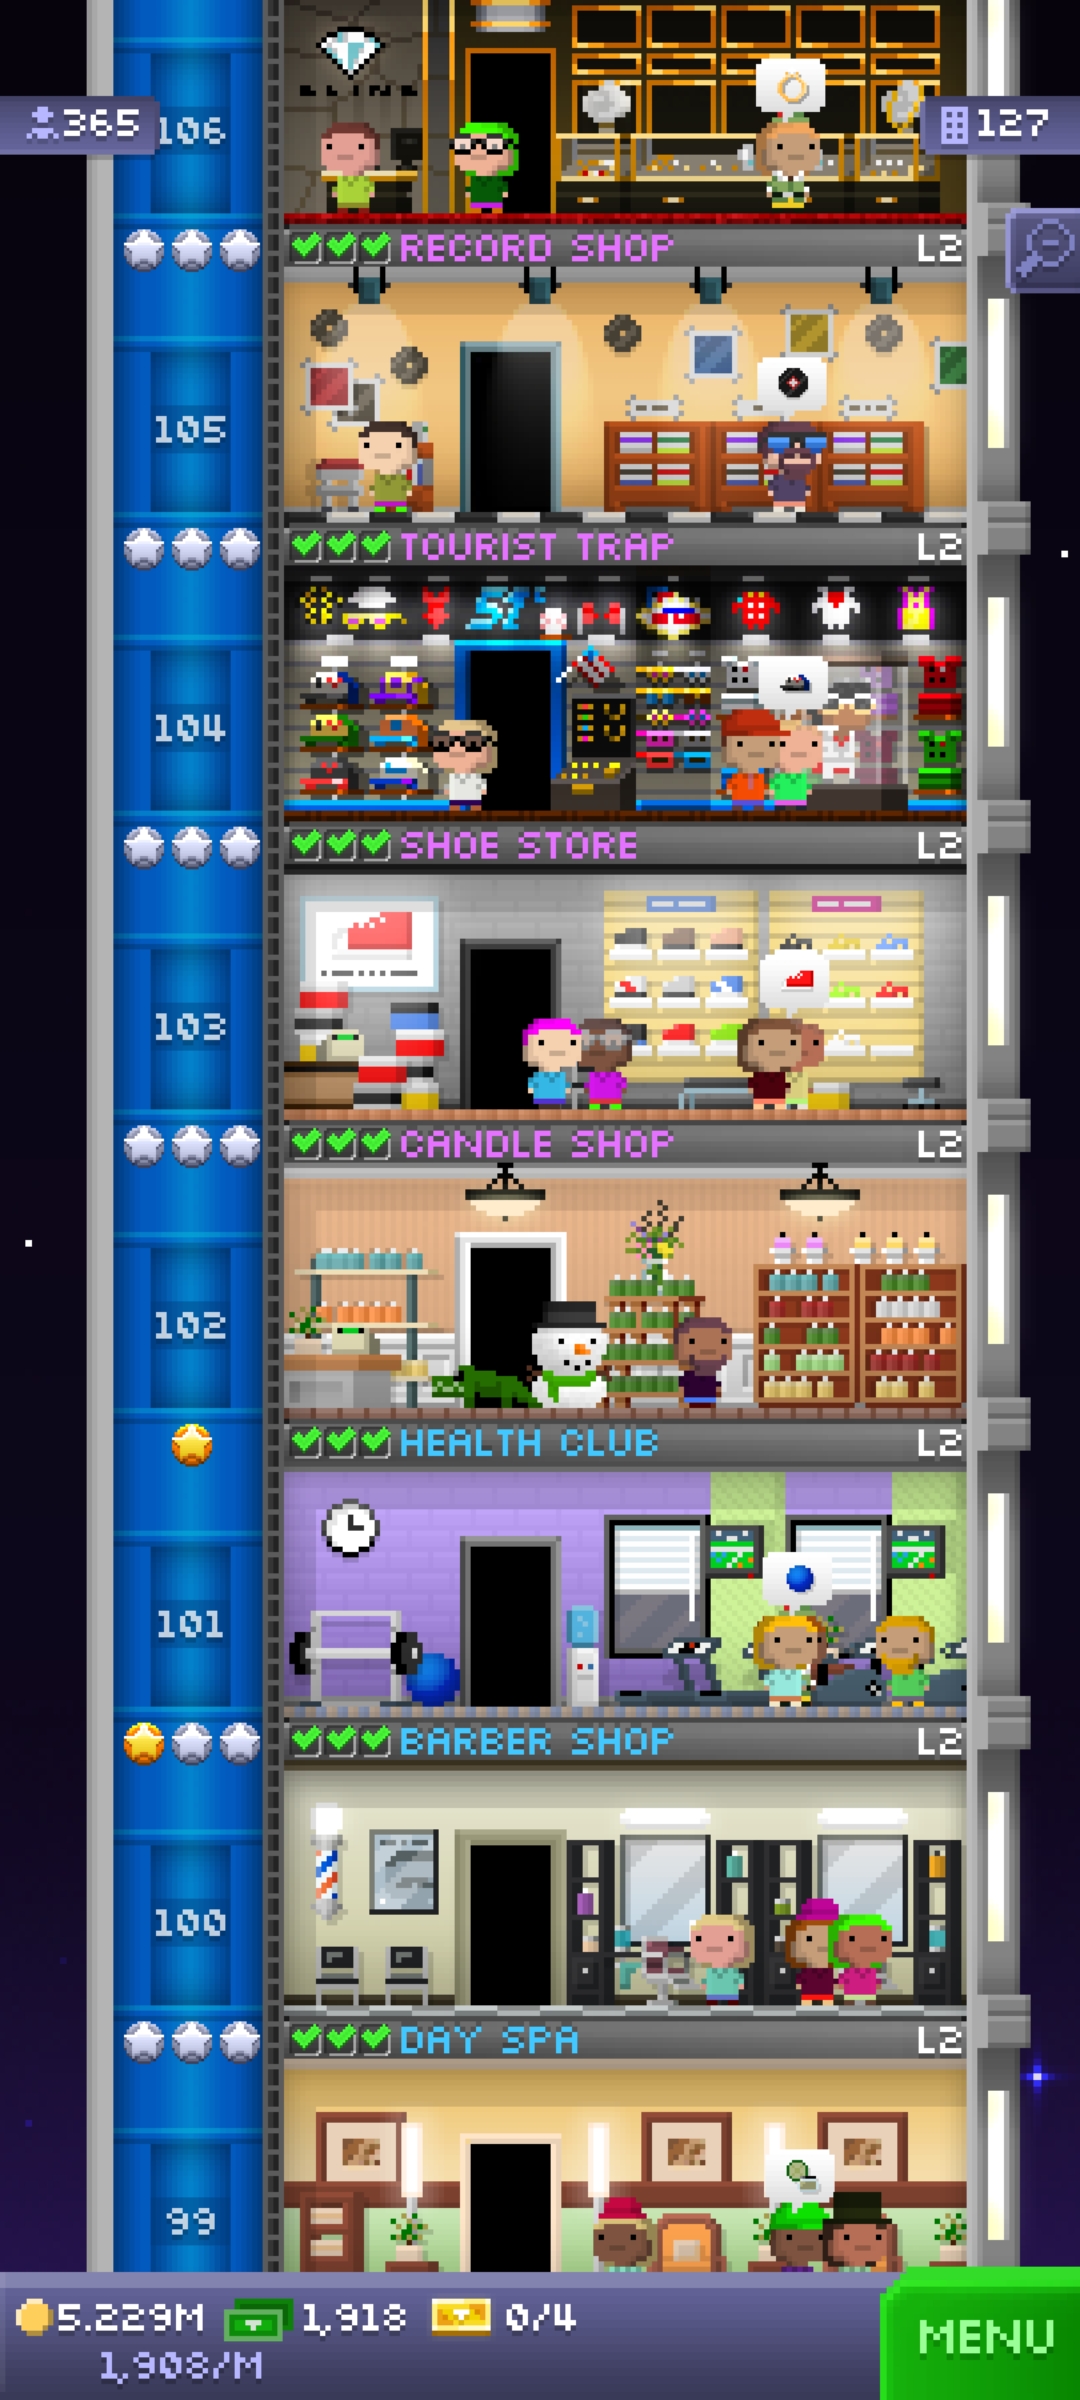 BLING
365
106
127
RECORD SHOP L2
105
TOURIST TRAP L2
104
SHOE STORE L2
103
CANDLE SHOP L2
102
HEALTH CLUB L2
101
BARBER SHOP L2
100
DAY SPA L2
99
5.229M 1,918 0/4
1,908/M
MENU